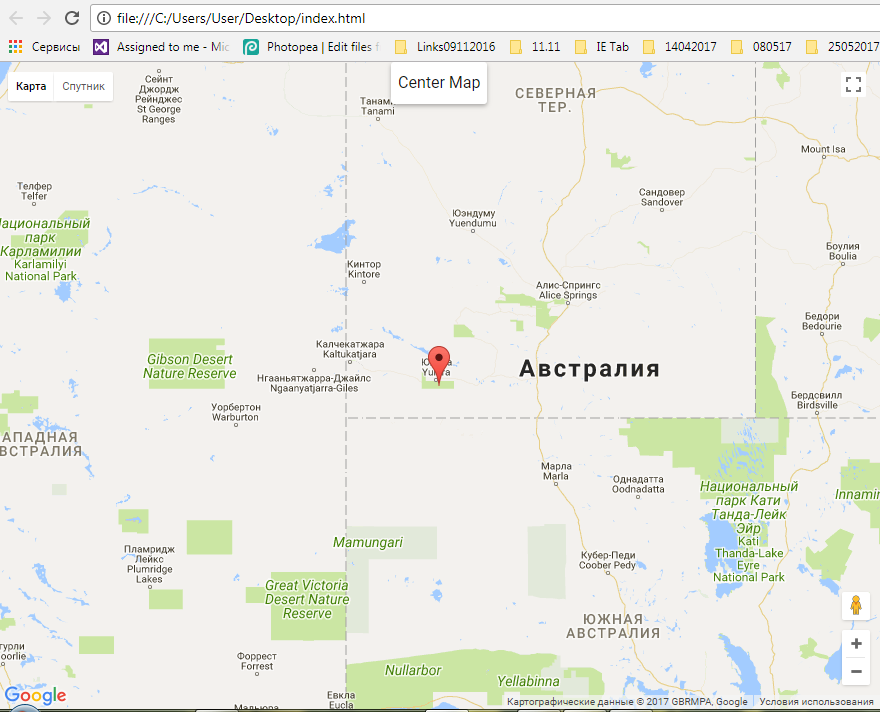 file:///C:/Users/User/Desktop/index.html
Сервисы
Assigned to me - Mic
Photopea | Edit files f
Links09112016
11.11
IE Tab
14042017
080517
25052017
Карта
Спутник
Center Map
Сейнт
Джордж
Рейнджес
St George
Ranges
Танами
Tanami
СЕВЕРНАЯ
ТЕР.
Mount Isa
Телфер
Telfer
Сандовер
Sandover
Юэндуму
Yuendumu
Национальный
парк
Карламилии
Karlamilyi
National Park
Боулия
Boulia
Кинтор
Kintore
Алис-Спрингс
Alice Springs
Бедори
Bedourie
Калчекатжара
Kaltukatjara
Gibson Desert
Nature Reserve
Австралия
Нгааньятжарра-Джайлс
Ngaanyatjarra-Giles
Бердсвилл
Birdsville
Уорбертон
Warburton
АПАДНАЯ
ВСТРАЛИЯ
Марла
Marla
Однадатта
Oodnadatta
Национальный
парк Кати
Танда-Лейк
Эйр
Kati
Thanda-Lake
Eyre
National Park
Innamin
Mamungari
Пламридж
Лейкс
Plumridge
Lakes
Кубер-Педи
Coober Pedy
Great Victoria
Desert Nature
Reserve
ЮЖНАЯ
АВСТРАЛИЯ
Форрест
Forrest
Nullarbor
Yellabinna
Евкла
Eucla
Google
Картографические данные © 2017 GBRMPA, Google
Условия использования